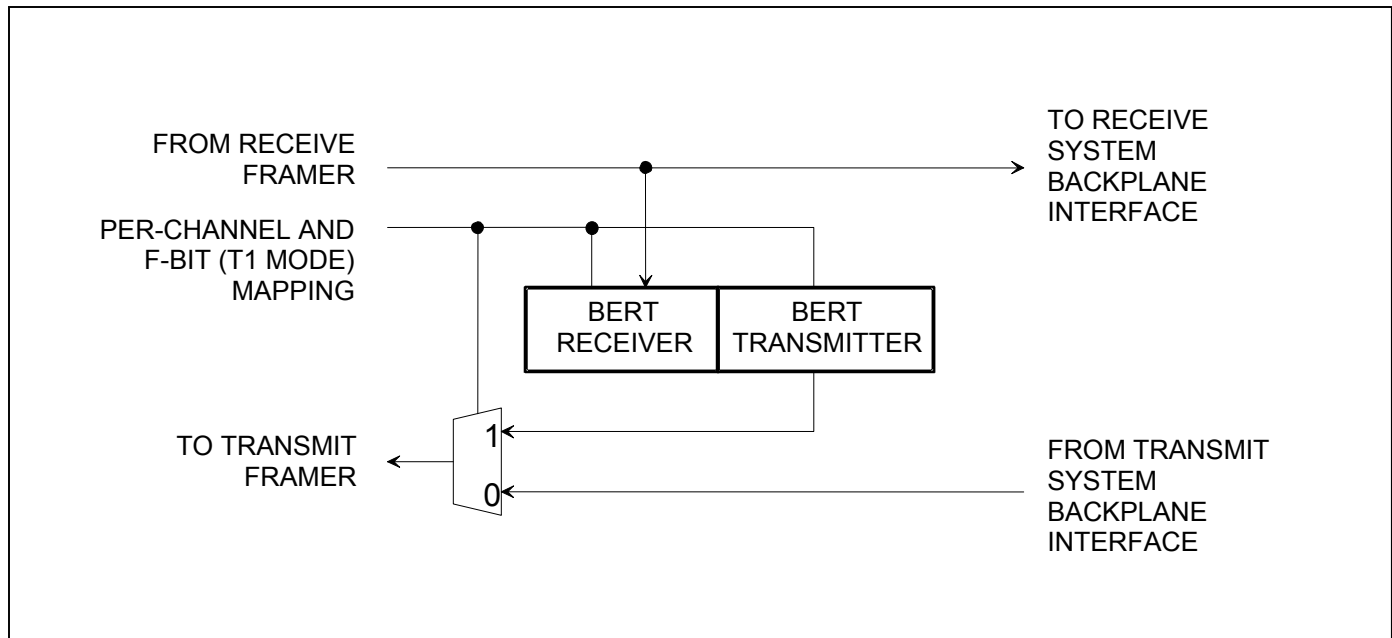 FROM RECEIVE
FRAMER
TO RECEIVE
SYSTEM
BACKPLANE
INTERFACE
PER-CHANNEL AND
F-BIT (T1 MODE)
MAPPING
BERT
RECEIVER
BERT
TRANSMITTER
1
0
TO TRANSMIT
FRAMER
FROM TRANSMIT
SYSTEM
BACKPLANE
INTERFACE